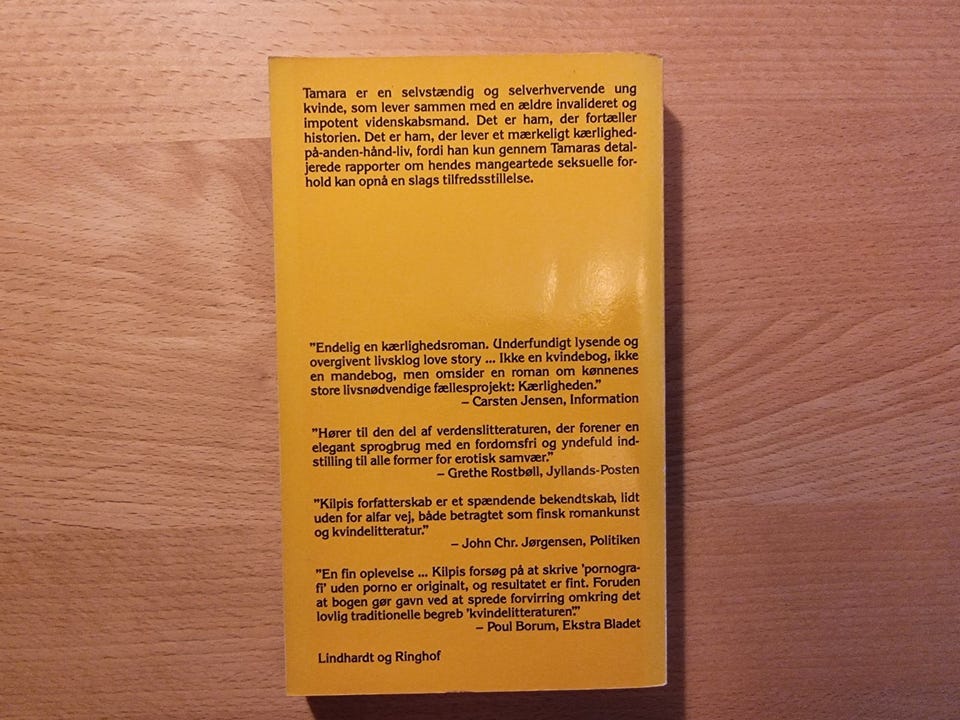 Tamara er en selvstændig og selverhvervende ung
kvinde, som lever sammen med en ældre invalideret og
impotent videnskabsmand. Det er ham, der fortæller
historien. Det er ham, der lever et mærkeligt kærlighed-
på-anden-hånd-liv, fordi han kun gennem Tamaras detal-
jerede rapporter om hendes mangeartede seksuelle for-
hold kan opnå en slags tilfredsstillelse.
"Endelig en kærlighedsroman. Underfundigt lysende og
overgivent livsklog love story ... Ikke en kvindebog, ikke
en mandebog, men omsider en roman om kønnenes
store livsnødvendige fællesprojekt: Kærligheden."
– Carsten Jensen, Information
"Hører til den del af verdenslitteraturen, der forener en
elegant sprogbrug med en fordomsfri og yndefuld ind-
stilling til alle former for erotisk samvær."
– Grethe Rostbøll, Jyllands-Posten
"Kilpis forfatterskab er et spændende bekendtskab, lidt
uden for alfar vej, både betragtet som finsk romankunst
og kvindelitteratur."
– John Chr. Jørgensen, Politiken
"En fin oplevelse ... Kilpis forsøg på at skrive 'pornogra-
fi' uden porno er originalt, og resultatet er fint. Foruden
at bogen gør gavn ved at sprede forvirring omkring det
lovlig traditionelle begreb 'kvindelitteraturen'."
– Poul Borum, Ekstra Bladet
Lindhardt og Ringhof